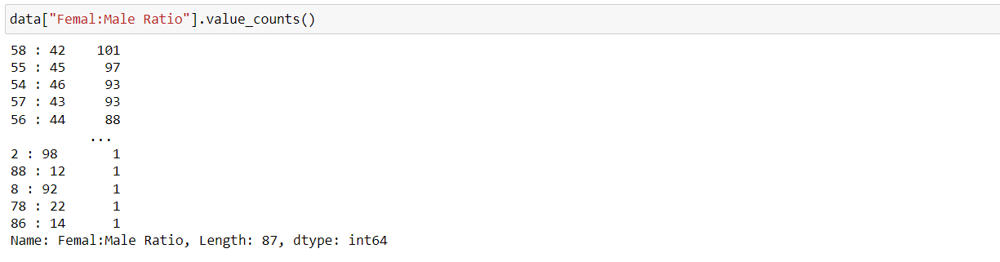 data["Femal:Male Ratio"].value_counts()
58 : 42    101
55 : 45     97
54 : 46     93
57 : 43     93
56 : 44     88
          ...
2 : 98       1
88 : 12      1
8 : 92       1
78 : 22      1
86 : 14      1
Name: Femal:Male Ratio, Length: 87, dtype: int64